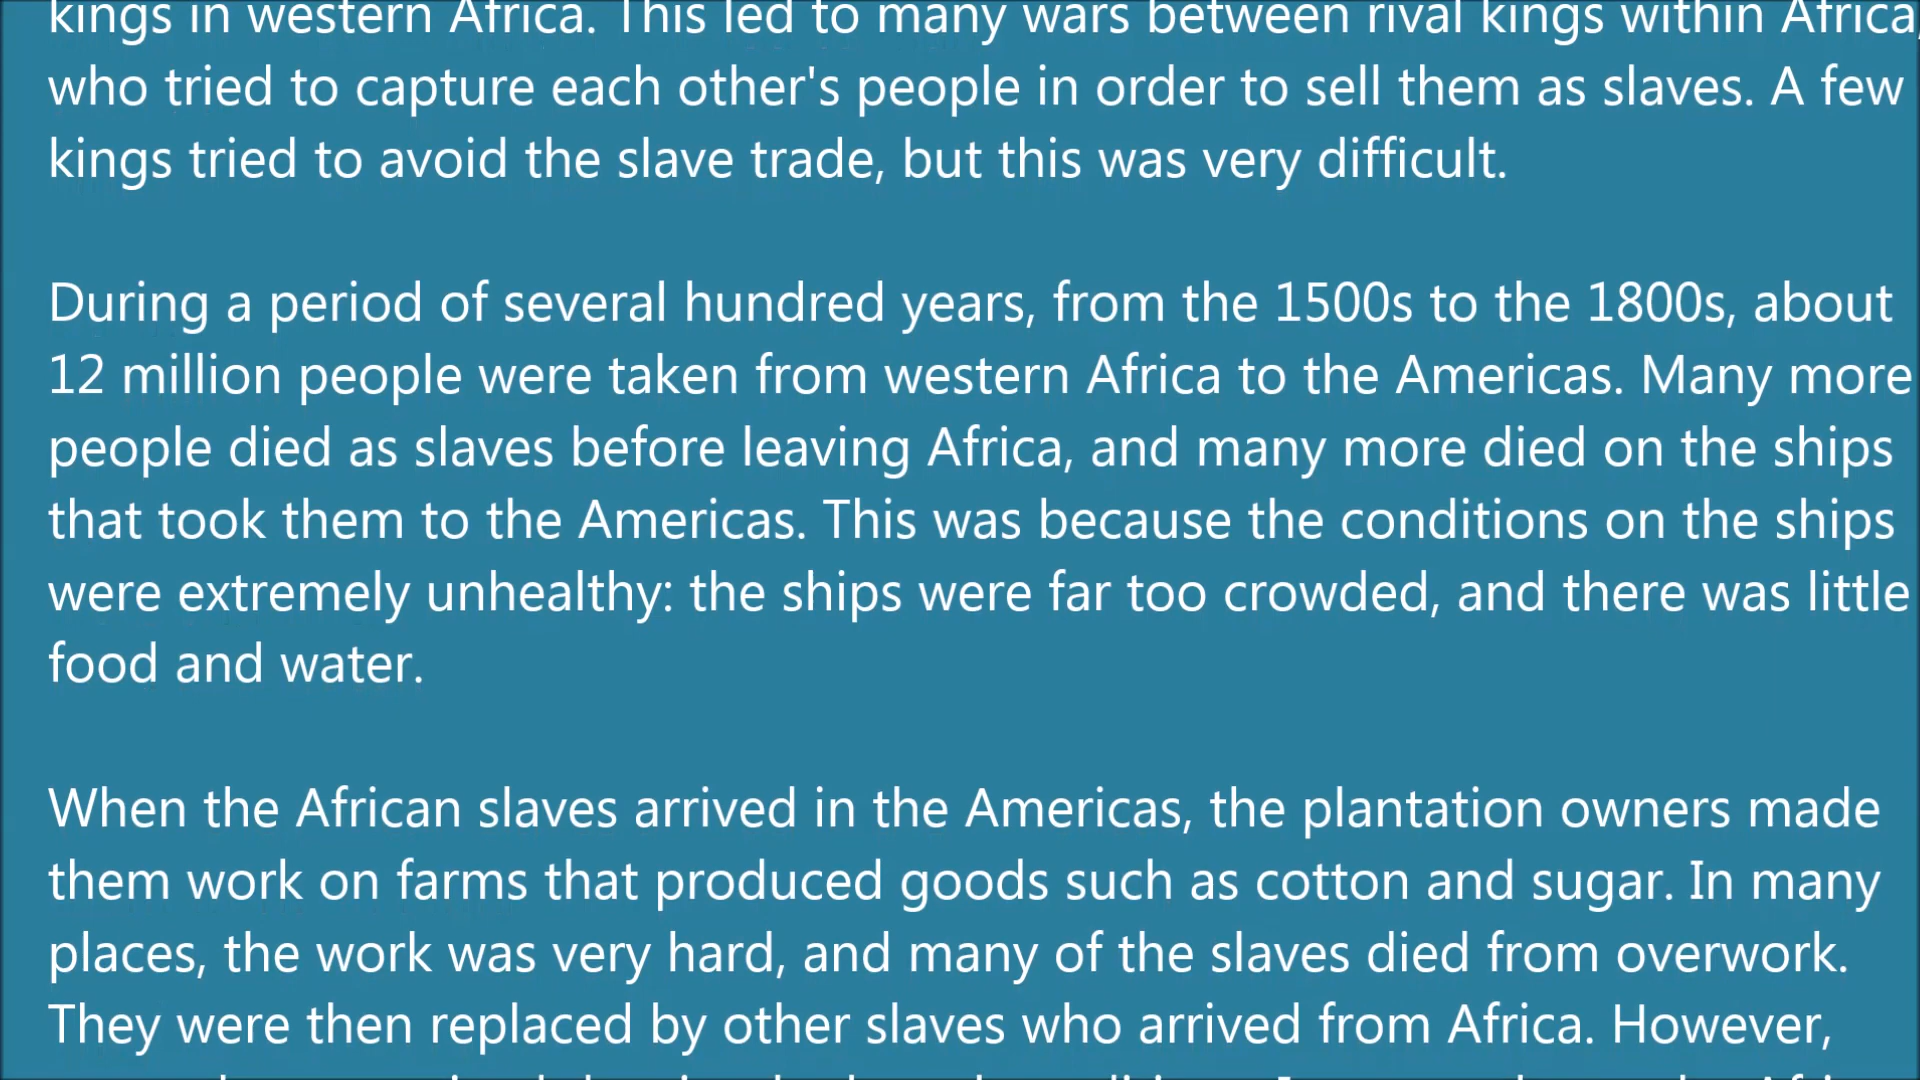 kings in western Africa. This led to many wars between rival kings within Africa,
who tried to capture each other's people in order to sell them as slaves. A few
kings tried to avoid the slave trade, but this was very difficult.
During a period of several hundred years, from the 1500s to the 1800s, about
12 million people were taken from western Africa to the Americas. Many more
people died as slaves before leaving Africa, and many more died on the ships
that took them to the Americas. This was because the conditions on the ships
were extremely unhealthy: the ships were far too crowded, and there was little
food and water.
When the African slaves arrived in the Americas, the plantation owners made
them work on farms that produced goods such as cotton and sugar. In many
places, the work was very hard, and many of the slaves died from overwork.
They were then replaced by other slaves who arrived from Africa. However,